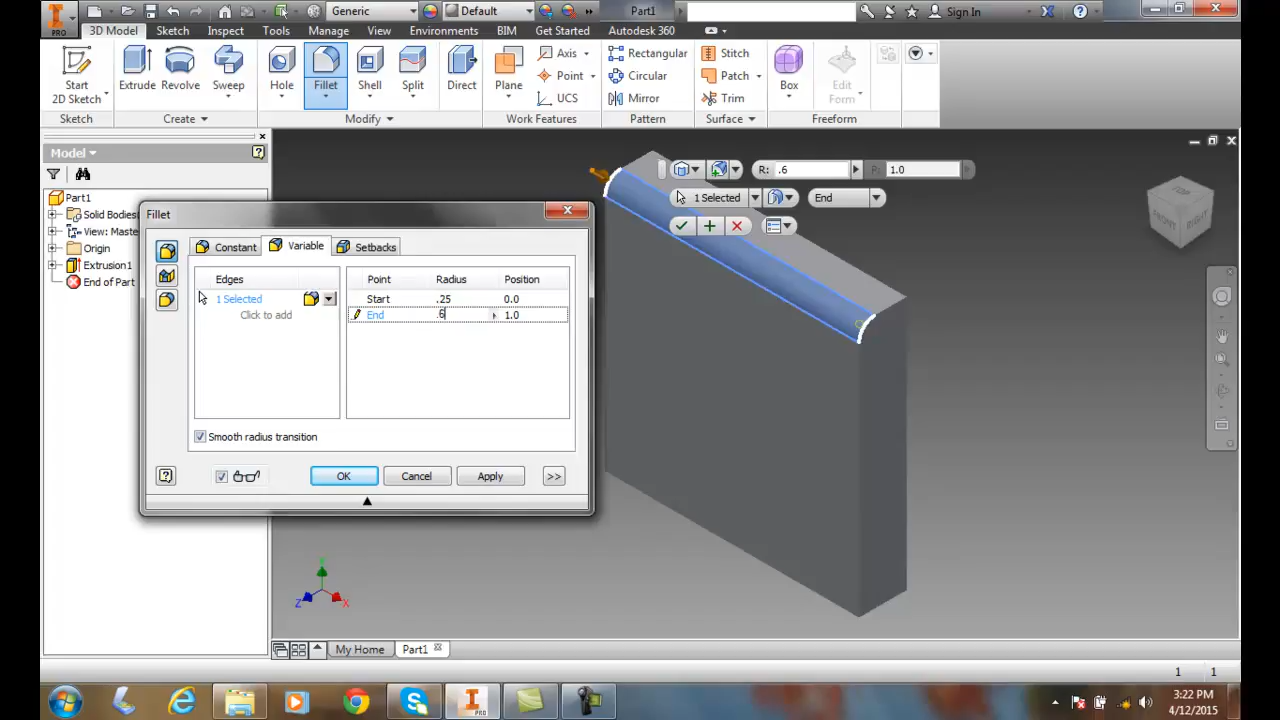 PRO
Generic
Default
Part1
Sign In
3D Model Sketch Inspect Tools Manage View Environments BIM Get Started Autodesk 360
Start
2D Sketch
Extrude Revolve Sweep
Hole Fillet Shell Split
Direct
Plane
Axis
Point
UCS
Rectangular
Circular
Mirror
Stitch
Patch
Trim
Box
Edit
Form
Sketch Create Modify Work Features Pattern Surface Freeform
Model
Part1
Solid Bodies
View: Maste
Origin
Extrusion1
End of Part
Fillet
Constant Variable Setbacks
Edges
1 Selected
Click to add
Point Radius Position
Start .25 0.0
End .6 1.0
Smooth radius transition
OK Cancel Apply >>
R: .6 P: 1.0
1 Selected End
TOP
FRONT RIGHT
Y
Z X
My Home Part1
1 1
PRO
3:22 PM
4/12/2015